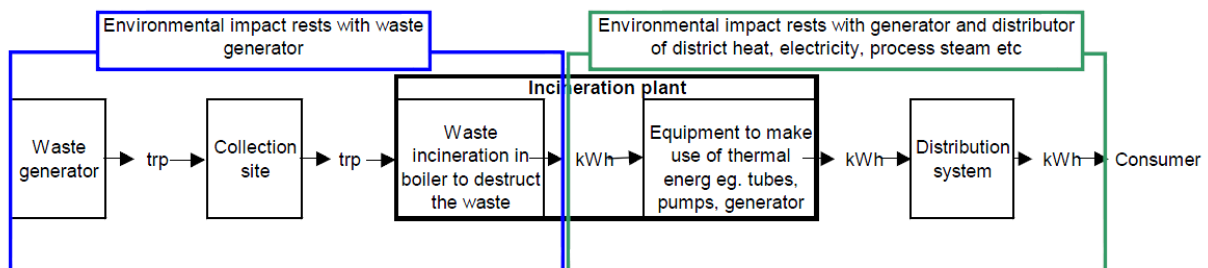 Environmental impact rests with waste
generator
Environmental impact rests with generator and distributor
of district heat, electricity, process steam etc
Incineration plant
Waste
generator
trp
Collection
site
trp
Waste
incineration in
boiler to destruct
the waste
kWh
Equipment to make
use of thermal
energ eg. tubes,
pumps, generator
kWh
Distribution
system
kWh
Consumer